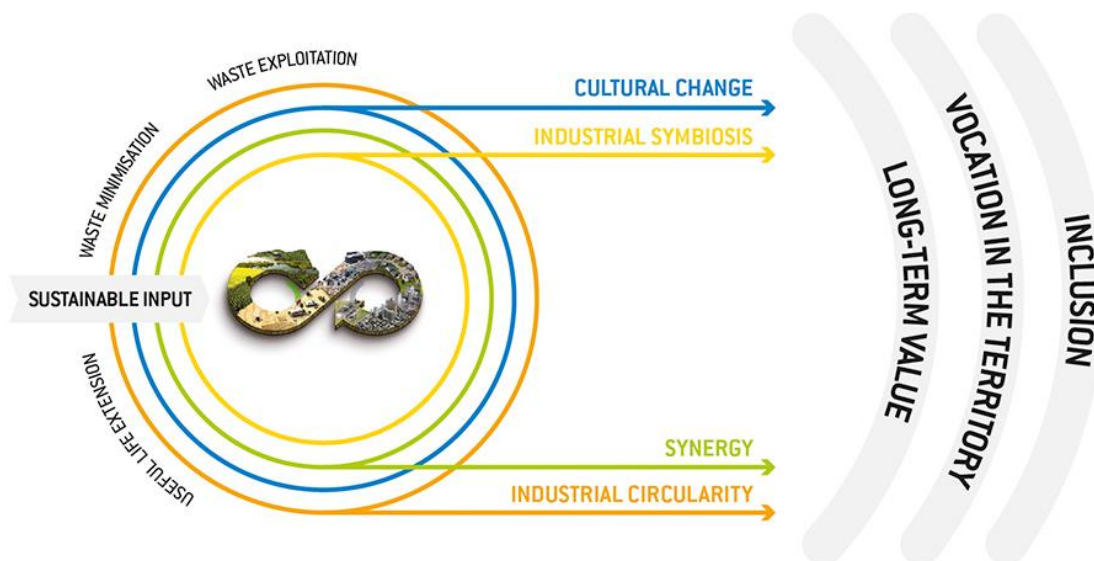 WASTE EXPLOITATION
WASTE MINIMISATION
SUSTAINABLE INPUT
USEFUL LIFE EXTENSION
CULTURAL CHANGE
INDUSTRIAL SYMBIOSIS
SYNERGY
INDUSTRIAL CIRCULARITY
LONG-TERM VALUE
VOCATION IN THE TERRITORY
INCLUSION